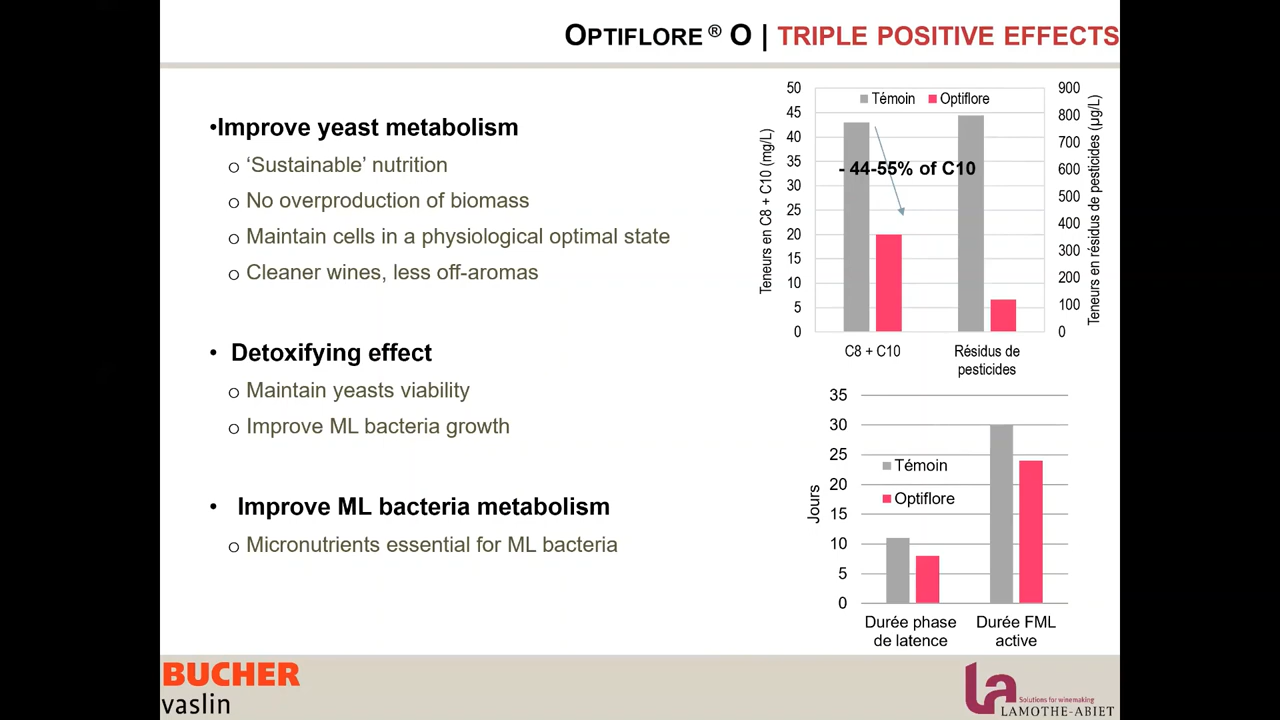 OPTIFLORE® O | TRIPLE POSITIVE EFFECTS
•Improve yeast metabolism
o ‘Sustainable’ nutrition
o No overproduction of biomass
o Maintain cells in a physiological optimal state
o Cleaner wines, less off-aromas
• Detoxifying effect
o Maintain yeasts viability
o Improve ML bacteria growth
• Improve ML bacteria metabolism
o Micronutrients essential for ML bacteria
Témoin Optiflore
- 44-55% of C10
Teneurs en C8 + C10 (mg/L)
50
45
40
35
30
25
20
15
10
5
0
900
800
700
600
500
400
300
200
100
0
Teneurs en résidus de pesticides (µg/L)
C8 + C10
Résidus de
pesticides
35
30
25
20
15
10
5
0
Jours
Témoin
Optiflore
Durée phase
de latence
Durée FML
active
BUCHER
vaslin
La
Solutions for winemaking
LAMOTHE-ABIET